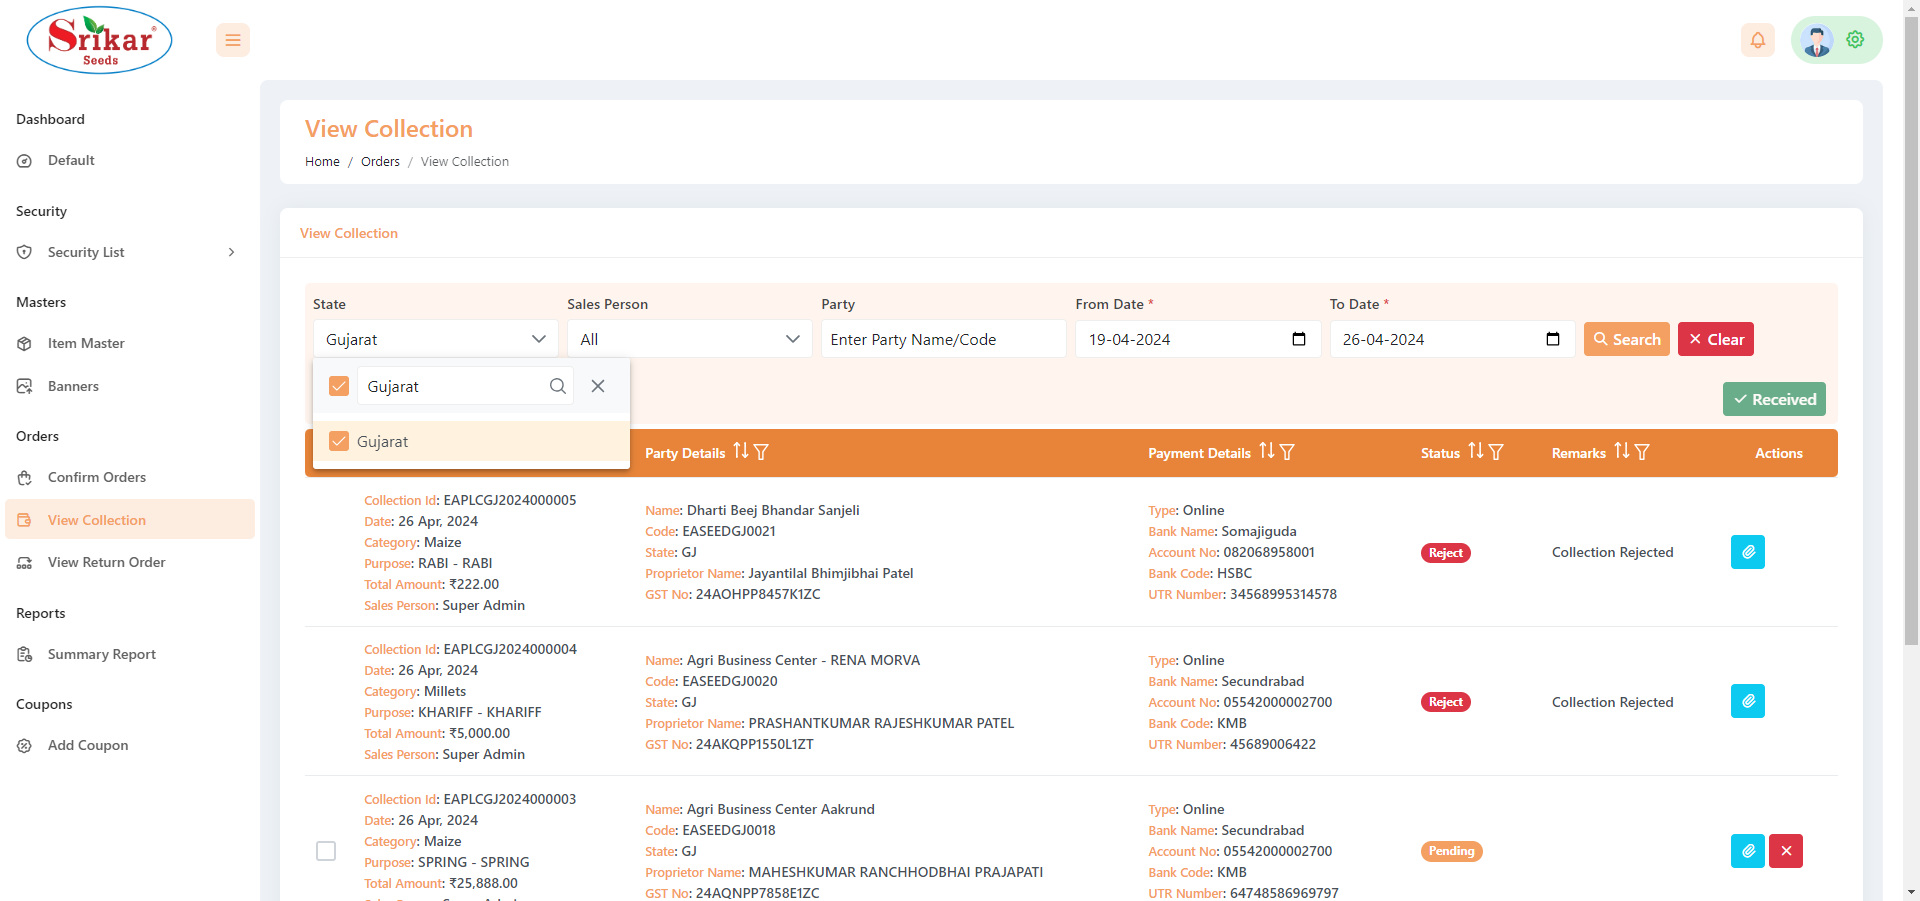 Srikar
Seeds
Dashboard
Default
Security
Security List
Masters
Item Master
Banners
Orders
Confirm Orders
View Collection
View Return Order
Reports
Summary Report
Coupons
Add Coupon
View Collection
Home / Orders / View Collection
View Collection
State Sales Person Party From Date * To Date *
Gujarat All Enter Party Name/Code 19-04-2024 26-04-2024 Search Clear
Gujarat
Received
Gujarat
Party Details Payment Details Status Remarks Actions
Collection Id: EAPLCGJ2024000005
Date: 26 Apr, 2024
Category: Maize
Purpose: RABI - RABI
Total Amount: ₹222.00
Sales Person: Super Admin
Name: Dharti Beej Bhandar Sanjeli
Code: EASEEDGJ0021
State: GJ
Proprietor Name: Jayantilal Bhimjibhai Patel
GST No: 24AOHPP8457K1ZC
Type: Online
Bank Name: Somajiguda
Account No: 082068958001
Bank Code: HSBC
UTR Number: 34568995314578
Reject
Collection Rejected
Collection Id: EAPLCGJ2024000004
Date: 26 Apr, 2024
Category: Millets
Purpose: KHARIFF - KHARIFF
Total Amount: ₹5,000.00
Sales Person: Super Admin
Name: Agri Business Center - RENA MORVA
Code: EASEEDGJ0020
State: GJ
Proprietor Name: PRASHANTKUMAR RAJESHKUMAR PATEL
GST No: 24AKQPP1550L1ZT
Type: Online
Bank Name: Secundrabad
Account No: 05542000002700
Bank Code: KMB
UTR Number: 45689006422
Reject
Collection Rejected
Collection Id: EAPLCGJ2024000003
Date: 26 Apr, 2024
Category: Maize
Purpose: SPRING - SPRING
Total Amount: ₹25,888.00
Name: Agri Business Center Aakrund
Code: EASEEDGJ0018
State: GJ
Proprietor Name: MAHESHKUMAR RANCHHODBHAI PRAJAPATI
GST No: 24AQNPP7858E1ZC
Type: Online
Bank Name: Secundrabad
Account No: 05542000002700
Bank Code: KMB
UTR Number: 64748586969797
Pending